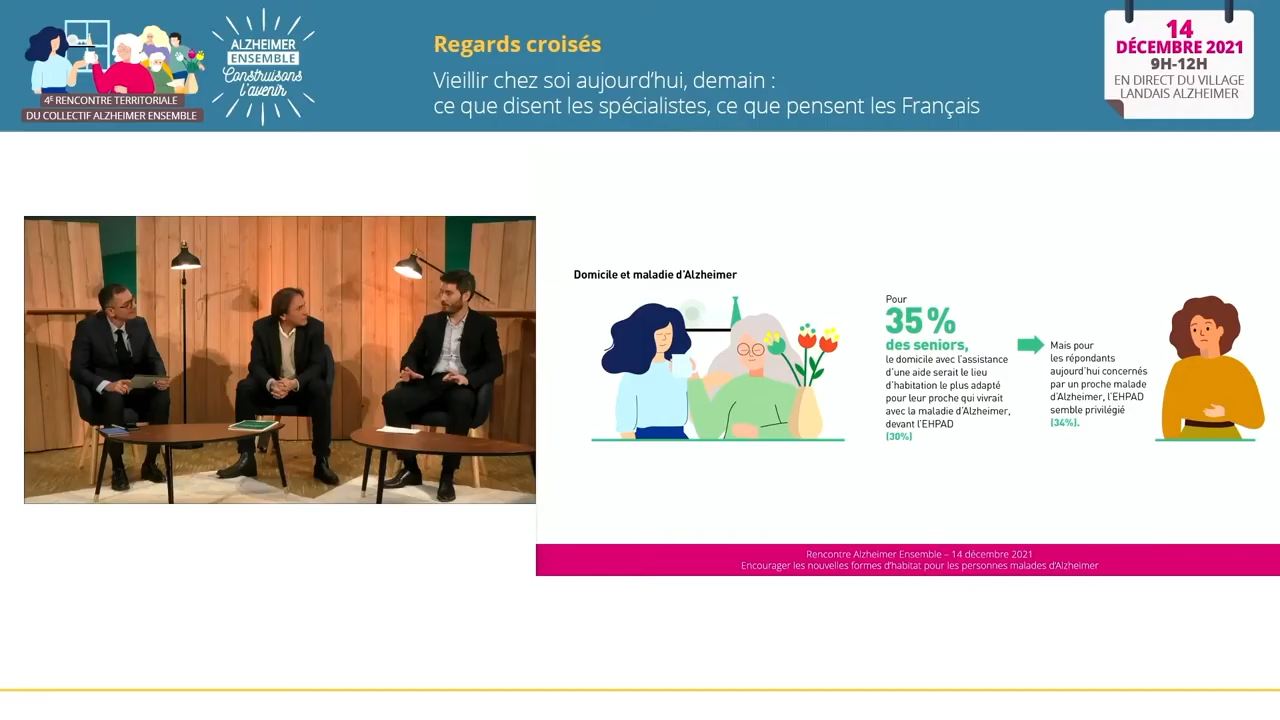 ALZHEIMER
ENSEMBLE
Construisons
l'avenir
4E RENCONTRE TERRITORIALE
DU COLLECTIF ALZHEIMER ENSEMBLE
Regards croisés
Vieillir chez soi aujourd'hui, demain :
ce que disent les spécialistes, ce que pensent les Français
14
DÉCEMBRE 2021
9H-12H
EN DIRECT DU VILLAGE
LANDAIS ALZHEIMER
Domicile et maladie d'Alzheimer
Pour
35 %
des seniors,
le domicile avec l'assistance
d'une aide serait le lieu
d'habitation le plus adapté
pour leur proche qui vivrait
avec la maladie d'Alzheimer,
devant l'EHPAD
(30%)
Mais pour
les répondants
aujourd'hui concernés
par un proche malade
d'Alzheimer, l'EHPAD
semble privilégié
(34%).
Rencontre Alzheimer Ensemble – 14 décembre 2021
Encourager les nouvelles formes d'habitat pour les personnes malades d'Alzheimer